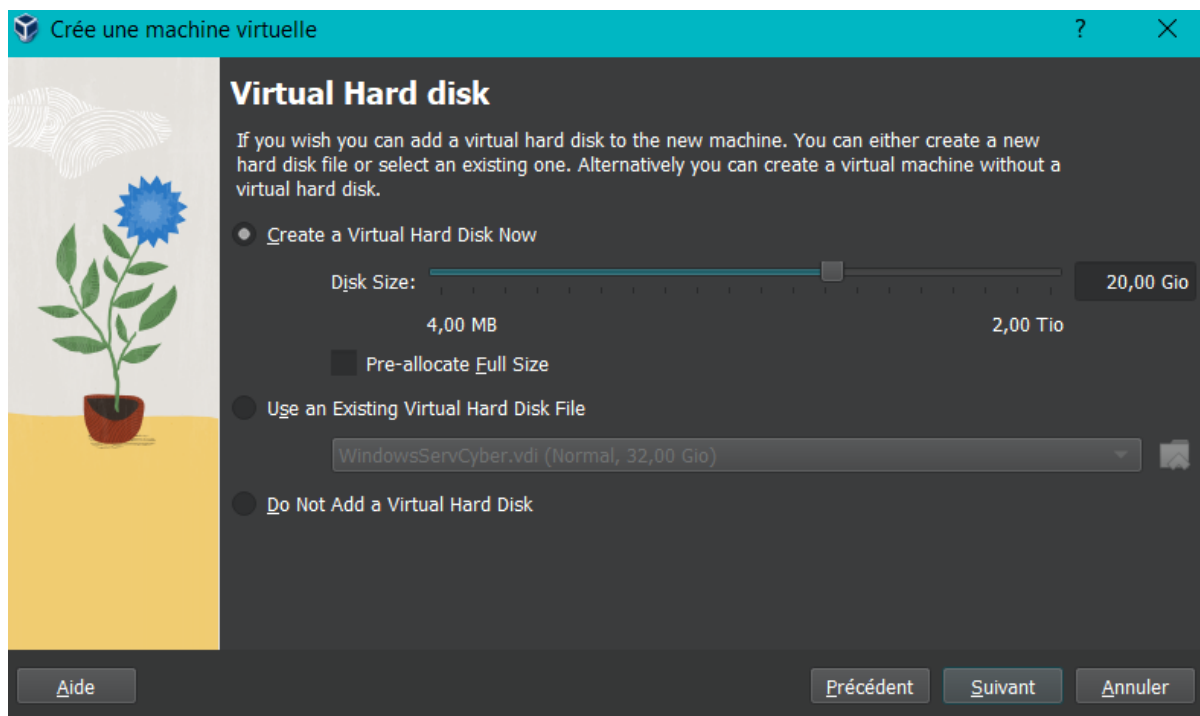 Crée une machine virtuelle ?
Virtual Hard disk
If you wish you can add a virtual hard disk to the new machine. You can either create a new
hard disk file or select an existing one. Alternatively you can create a virtual machine without a
virtual hard disk.
Create a Virtual Hard Disk Now
Disk Size: 20,00 Gio
4,00 MB 2,00 Tio
Pre-allocate Full Size
Use an Existing Virtual Hard Disk File
WindowsServCyber.vdi (Normal, 32,00 Gio)
Do Not Add a Virtual Hard Disk
Aide Précédent Suivant Annuler